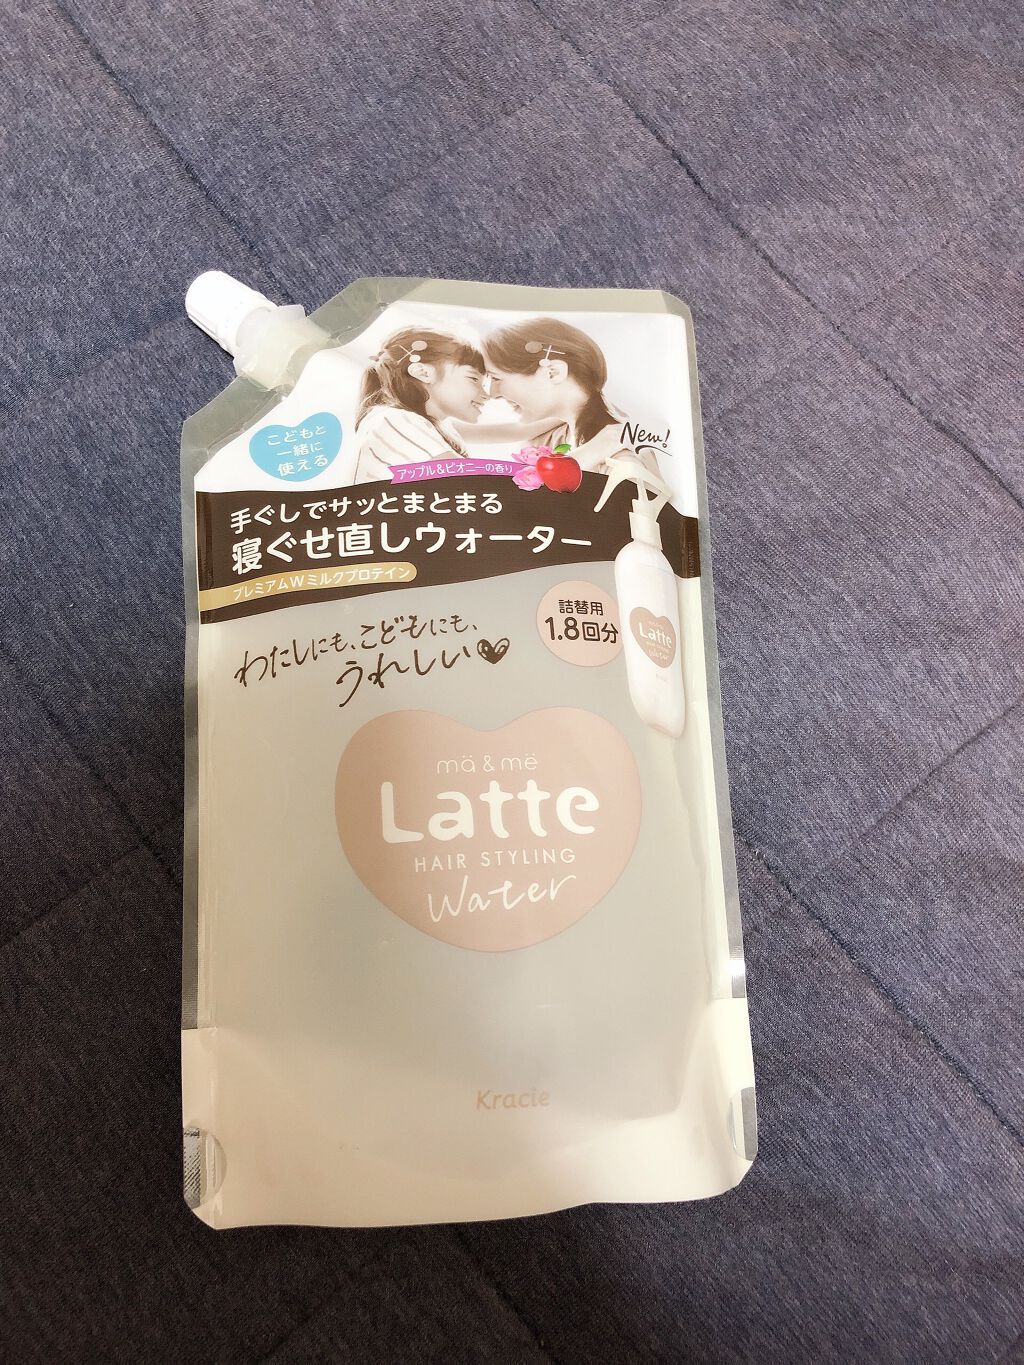 こどもと
一緒に
使える
New!
アップル&ピオニーの香り
手ぐしでサッとまとまる
寝ぐせ直しウォーター
プレミアムWミルクプロテイン
詰替用
1.8回分
わたしにも、こどもにも、
うれしい
Latte
Water
mä & më
Latte
HAIR STYLING
Water
Kracie